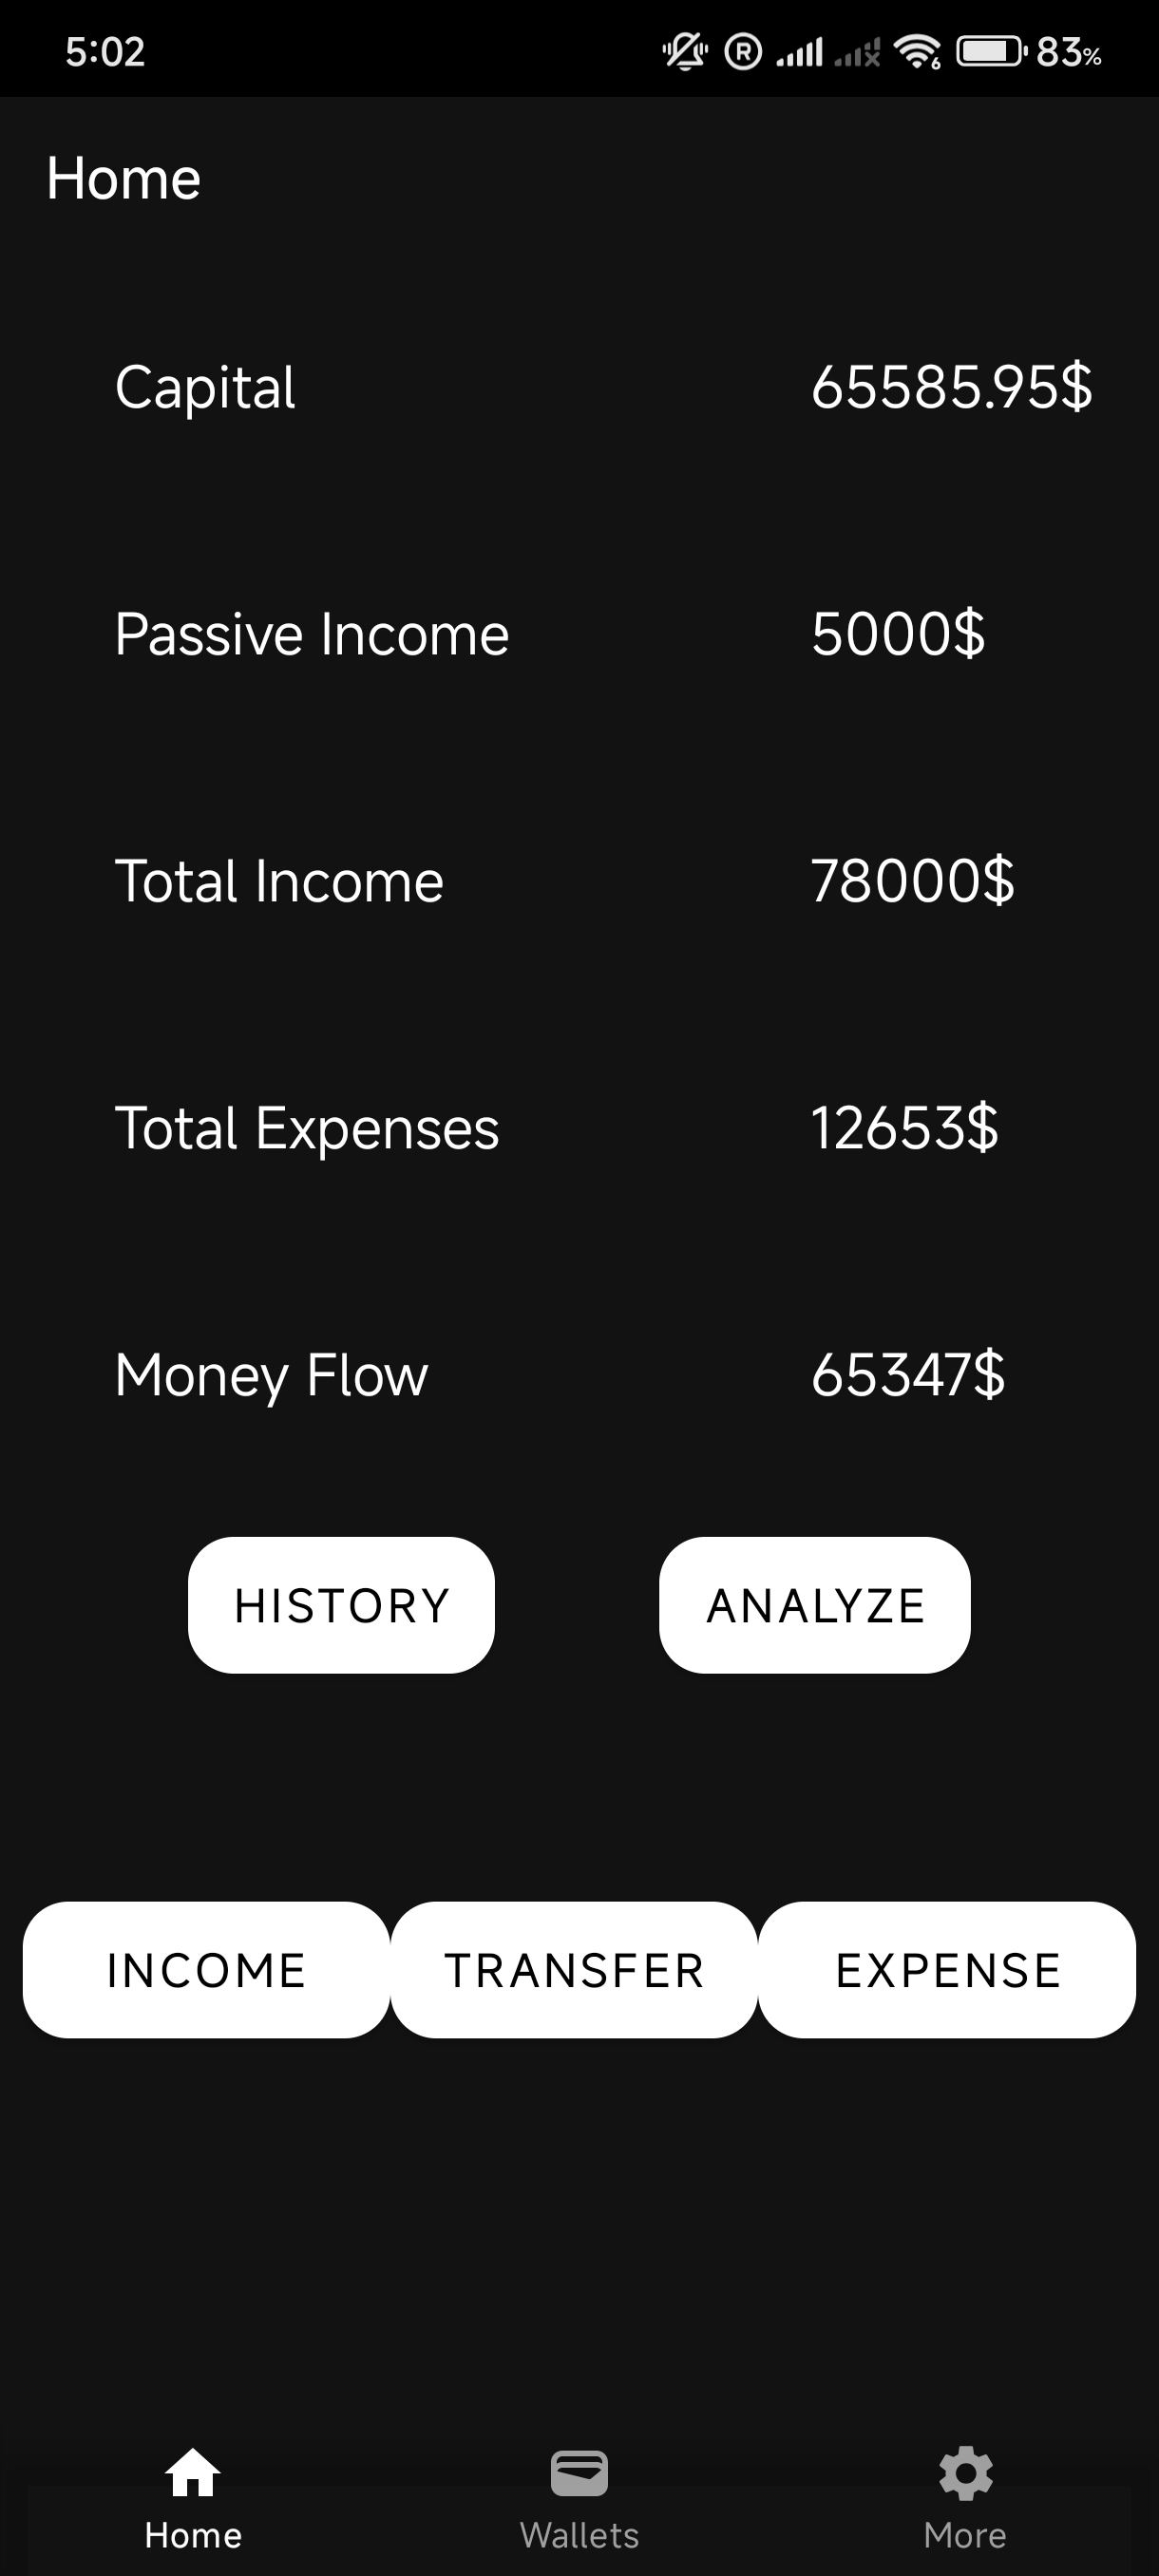 5:02 R 6 83%
Home
Capital 65585.95$
Passive Income 5000$
Total Income 78000$
Total Expenses 12653$
Money Flow 65347$
HISTORY ANALYZE
INCOME TRANSFER EXPENSE
Home Wallets More